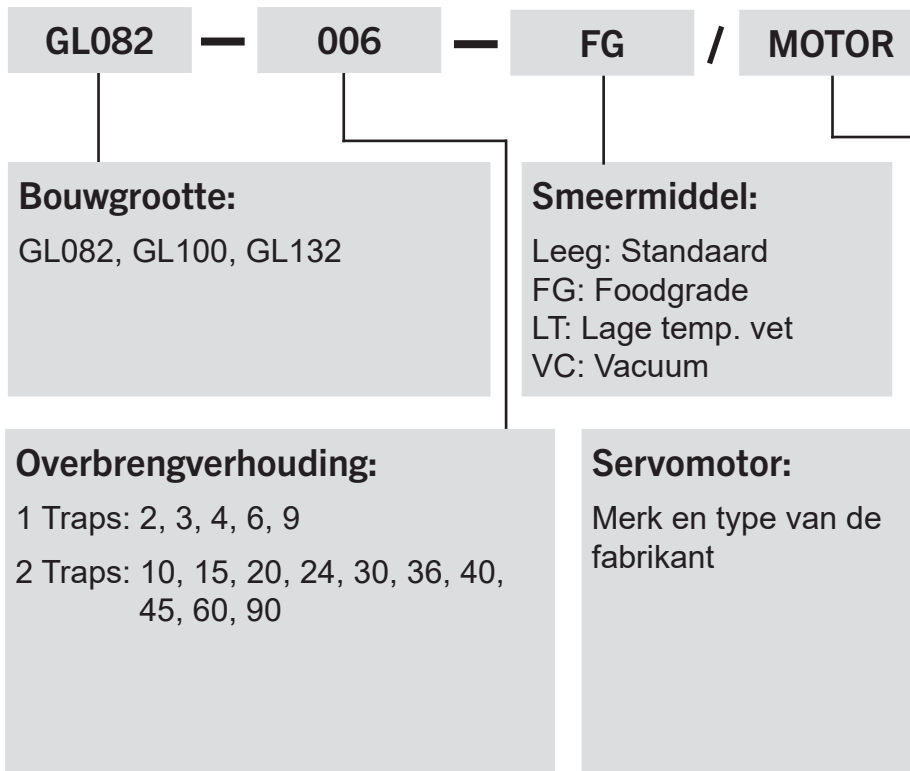 GL082 — 006 — FG / MOTOR
Bouwgrootte:
GL082, GL100, GL132
Smeermiddel:
Leeg: Standaard
FG: Foodgrade
LT: Lage temp. vet
VC: Vacuum
Overbrengverhouding:
1 Traps: 2, 3, 4, 6, 9
2 Traps: 10, 15, 20, 24, 30, 36, 40,
45, 60, 90
Servomotor:
Merk en type van de
fabrikant